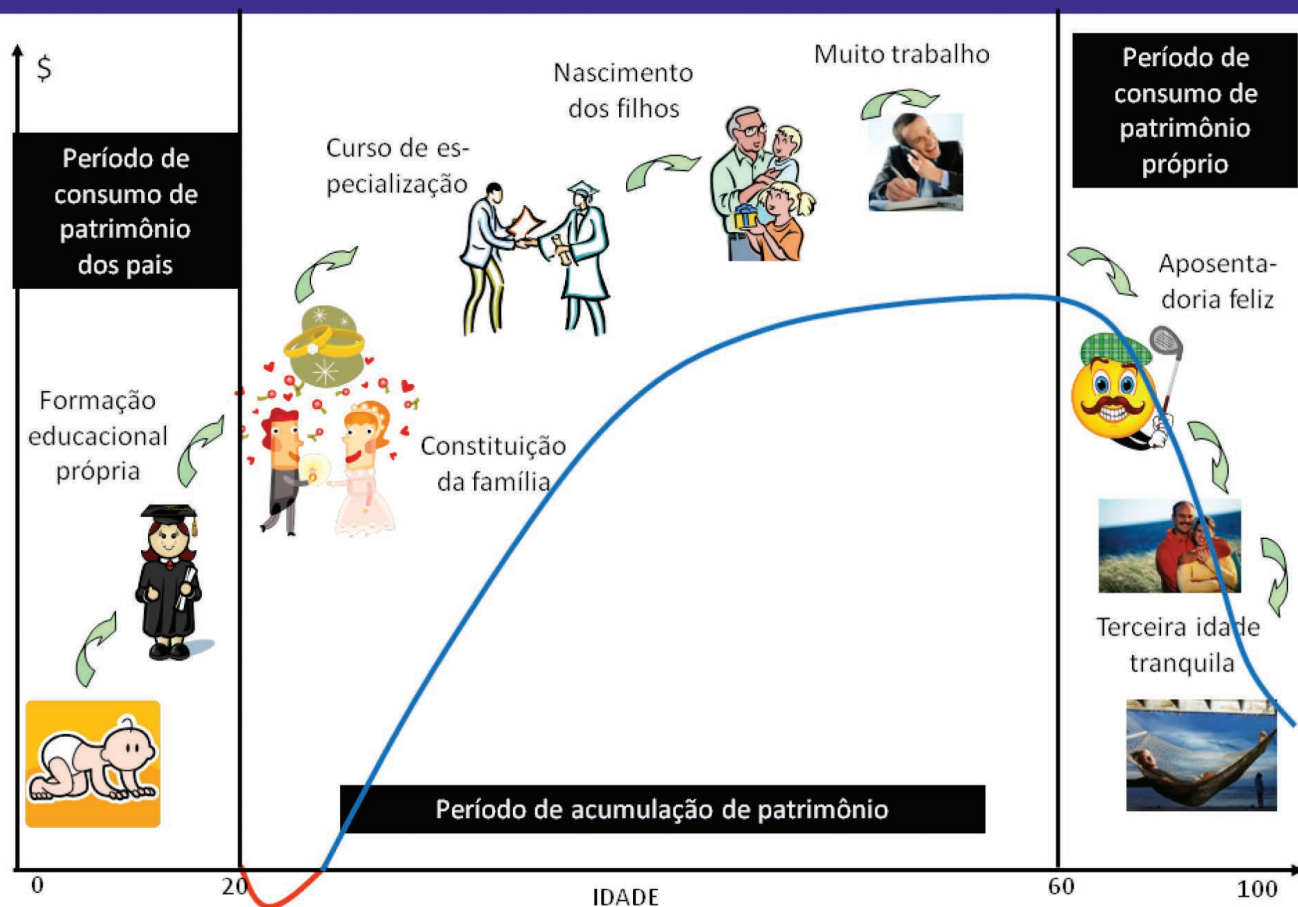 $
Período de
consumo de
patrimônio
dos pais
Formação
educacional
própria
Curso de es-
pecialização
Constituição
da família
Nascimento
dos filhos
Muito trabalho
Período de
consumo de
patrimônio
próprio
Aposenta-
doria feliz
Terceira idade
tranquila
Período de acumulação de patrimônio
0
20
IDADE
60
100